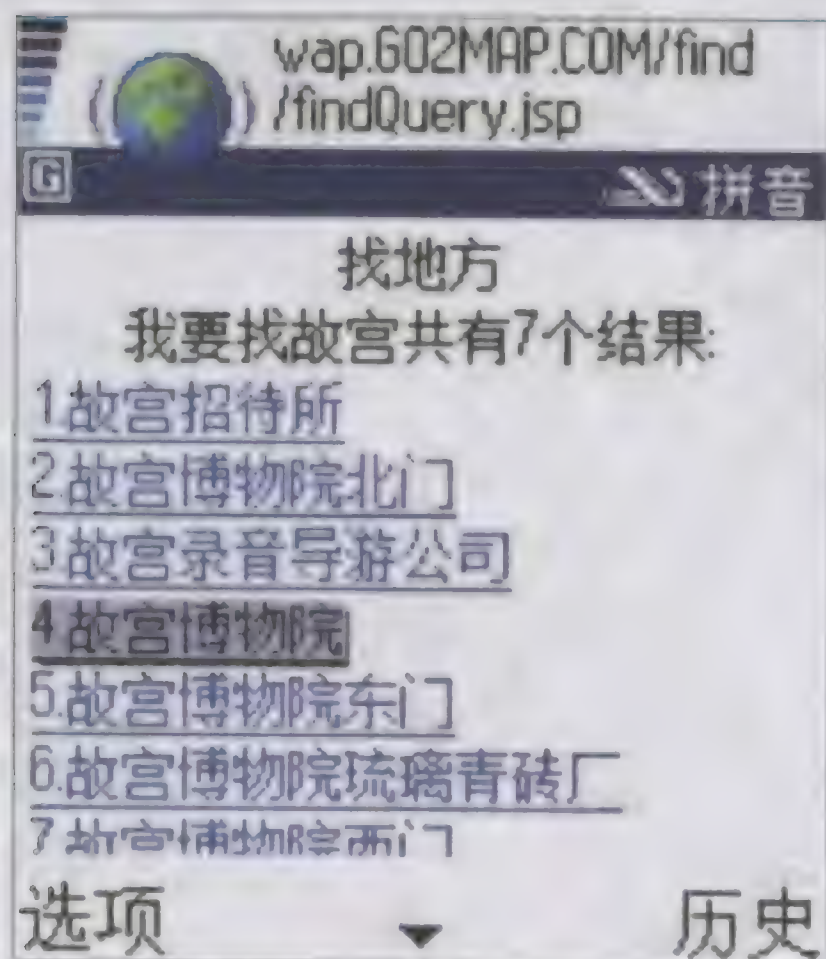 wap.GO2MAP.COM/find
/findQuery.jsp
G
拼音
找地方
我要找故宫共有7个结果:
1.故宫招待所
2.故宫博物院北门
3.故宫录音导游公司
4.故宫博物院
5.故宫博物院东门
6.故宫博物院琉璃青砖厂
7.故宫博物院西门
选项
历史